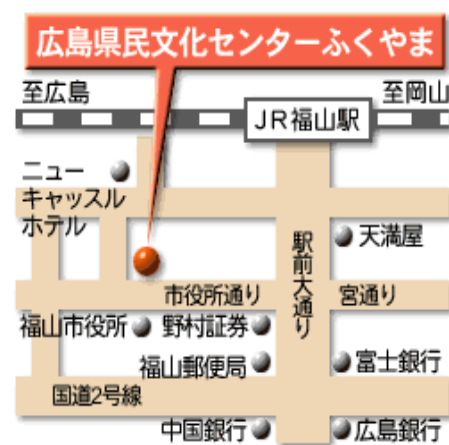 広島県民文化センターふくやま
至広島
至岡山
JR福山駅
ニュー
キャッスル
ホテル
駅前大通り
天満屋
市役所通り
宮通り
福山市役所
野村証券
福山郵便局
富士銀行
国道2号線
中国銀行
広島銀行